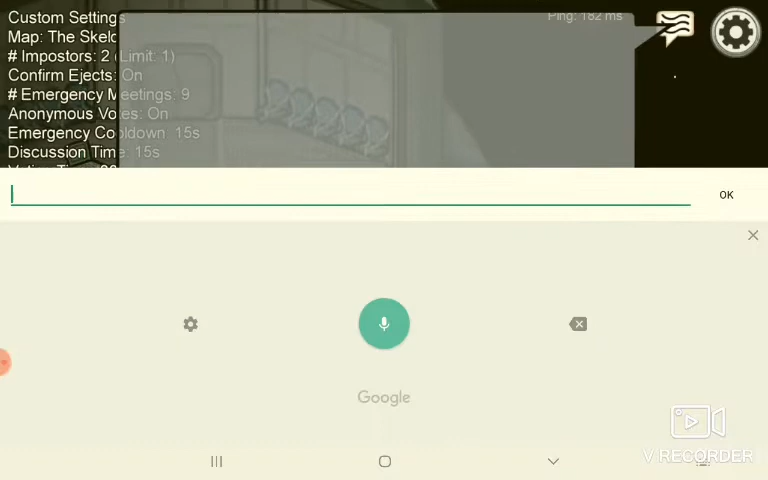 Custom Settings
Ping: 182 ms
Map: The Skeld
# Impostors: 2 (Limit: 1)
Confirm Ejects: On
# Emergency Meetings: 9
Anonymous Votes: On
Emergency Cooldown: 15s
Discussion Time: 15s
OK
Google
V RECORDER